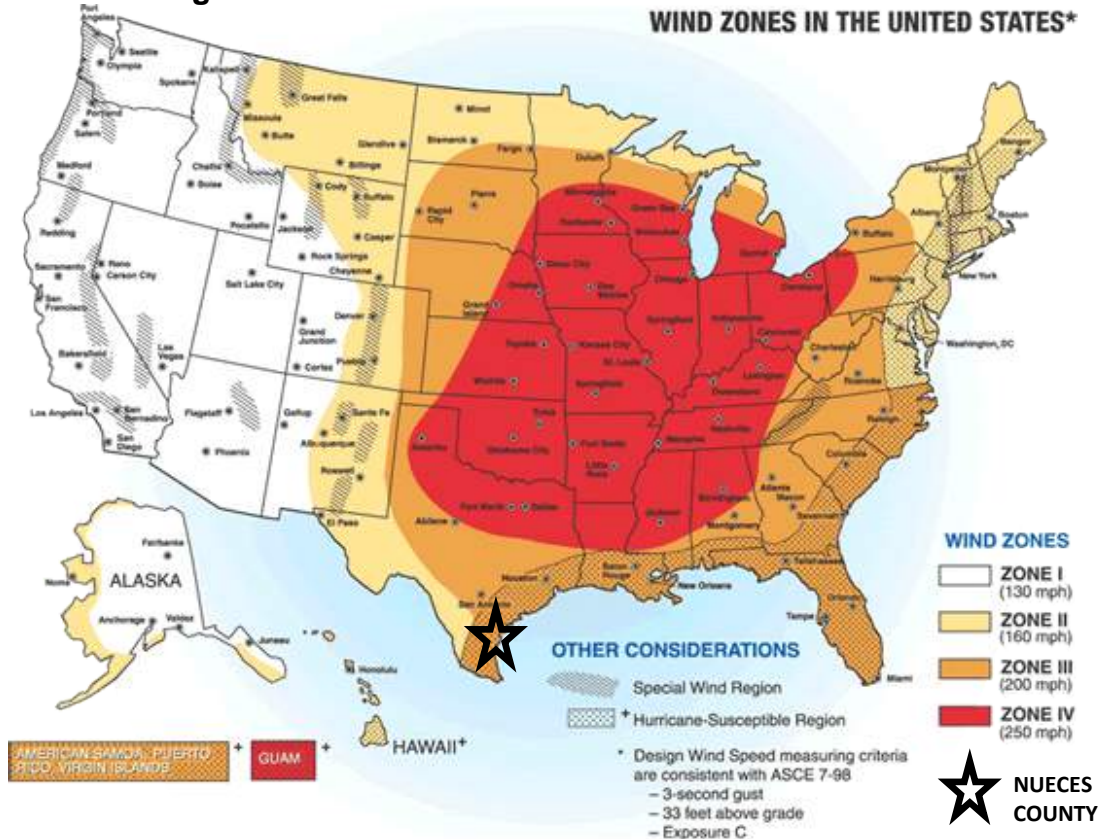 WIND ZONES IN THE UNITED STATES*
Port
Angeles
Seattle
Olympia
Spokane
Kalispell
Great Falls
Minot
Portland
Salem
Missoula
Butte
Glendive
Bismarck
Fargo
Duluth
Bangor
Montpelier
Medford
Challis
Boise
Billings
Cody
Buffalo
Pierre
Rapid
City
Minneapolis
Green Bay
Albany
Boston
Redding
Pocatello
Jackson
Casper
Rochester
Milwaukee
Detroit
Buffalo
Sacramento
Reno
Carson City
Rock Springs
Cheyenne
Sioux City
Chicago
Cleveland
Harrisburg
New York
San
Francisco
Salt Lake City
Omaha
Des
Moines
Grand
Island
Denver
Grand
Junction
Springfield
Indianapolis
Cincinnati
Washington, DC
Bakersfield
Las
Vegas
Cortez
Pueblo
Topeka
Kansas City
St. Louis
Charleston
Roanoke
Wichita
Springfield
Lexington
Los Angeles
San
Bernadino
Flagstaff
Gallup
Santa Fe
Tulsa
Nashville
Raleigh
San
Diego
Phoenix
Albuquerque
Amarillo
Oklahoma City
Fort Smith
Memphis
Columbia
Roswell
Little
Rock
Birmingham
Atlanta
Macon
Savannah
El Paso
Abilene
Fort Worth
Dallas
Jackson
Montgomery
Fairbanks
Nome
ALASKA
Houston
Baton
Rouge
New Orleans
Tallahassee
San Antonio
Orlando
Tampa
Miami
Anchorage
Valdez
Juneau
Honolulu
HAWAII+
AMERICAN SAMOA, PUERTO
RICO, VIRGIN ISLANDS
+
GUAM
+
OTHER CONSIDERATIONS
Special Wind Region
+ Hurricane-Susceptible Region
* Design Wind Speed measuring criteria
are consistent with ASCE 7-98
– 3-second gust
– 33 feet above grade
– Exposure C
WIND ZONES
ZONE I
(130 mph)
ZONE II
(160 mph)
ZONE III
(200 mph)
ZONE IV
(250 mph)
NUECES
COUNTY